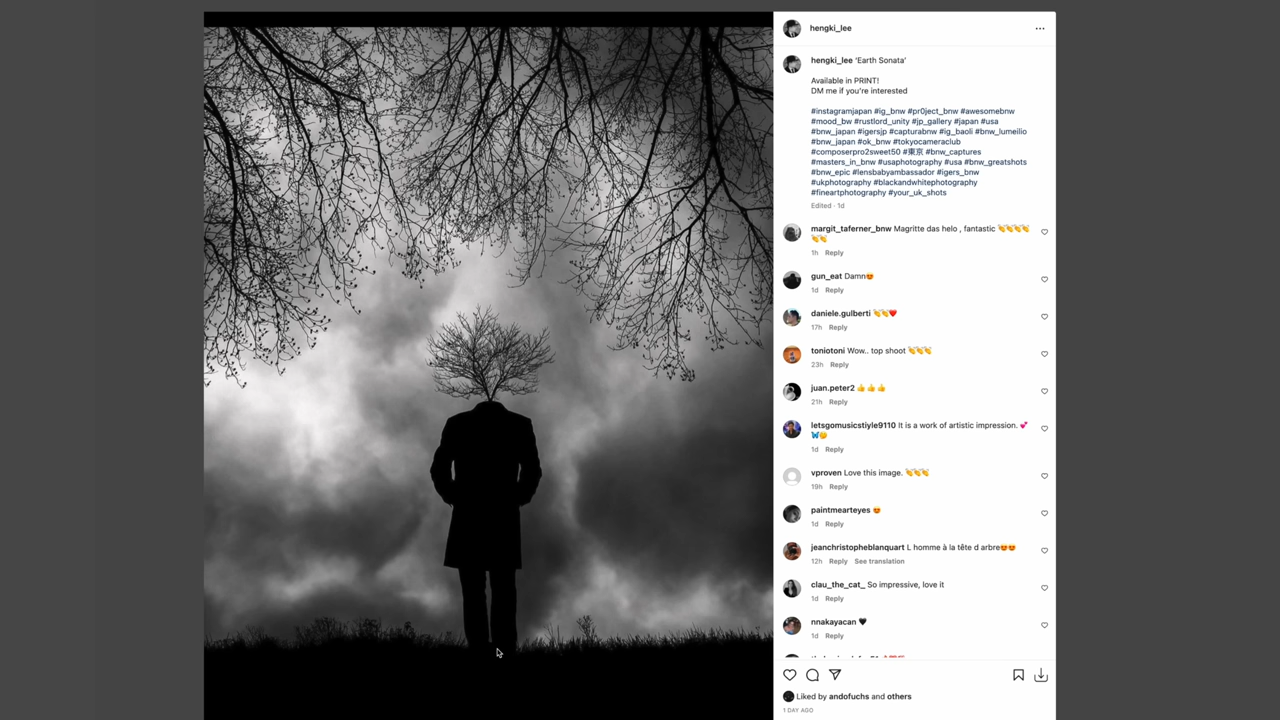 hengki_lee
hengki_lee 'Earth Sonata'
Available in PRINT!
DM me if you're interested
#instagramjapan #ig_bnw #pr0ject_bnw #awesomebnw
#mood_bw #rustlord_unity #jp_gallery #japan #usa
#bnw_japan #igersjp #capturabnw #ig_baoli #bnw_lumeilio
#bnw_japan #ok_bnw #tokyocameraclub
#composerpro2sweet50 #東京 #bnw_captures
#masters_in_bnw #usaphotography #usa #bnw_greatshots
#bnw_epic #lensbabyambassador #igers_bnw
#ukphotography #blackandwhitephotography
#fineartphotography #your_uk_shots
Edited · 1d
margit_taferner_bnw Magritte das helo , fantastic 👏👏👏👏
👏👏
1h Reply
gun_eat Damn😍
1d Reply
daniele.gulberti 👏👏❤️
17h Reply
toniotoni Wow.. top shoot 👏👏👏
23h Reply
juan.peter2 👍👍👍
21h Reply
letsgomusicstiyle9110 It is a work of artistic impression. 💕
🦋😊
1d Reply
vproven Love this image. 👏👏👏
19h Reply
paintmearteyes 😍
1d Reply
jeanchristopheblanquart L homme à la tête d arbre😍😍
12h Reply See translation
clau_the_cat_ So impressive, love it
1d Reply
nnakayacan 🖤
1d Reply
Liked by andofuchs and others
1 DAY AGO